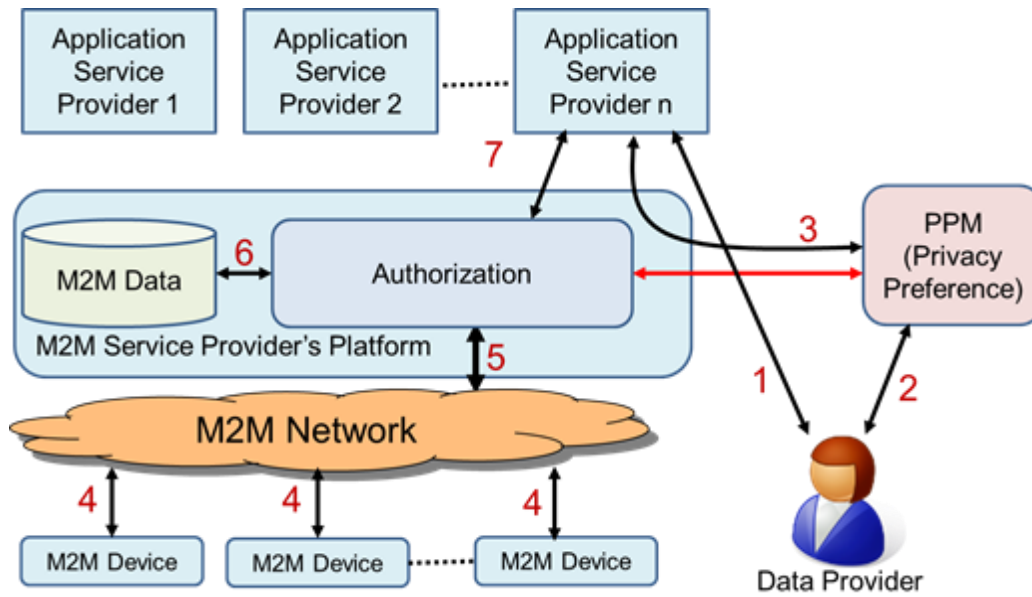 Application
Service
Provider 1
Application
Service
Provider 2
Application
Service
Provider n
7
3
PPM
(Privacy
Preference)
M2M Data
6
Authorization
M2M Service Provider's Platform
5
1
2
M2M Network
4
4
4
M2M Device
M2M Device
M2M Device
Data Provider